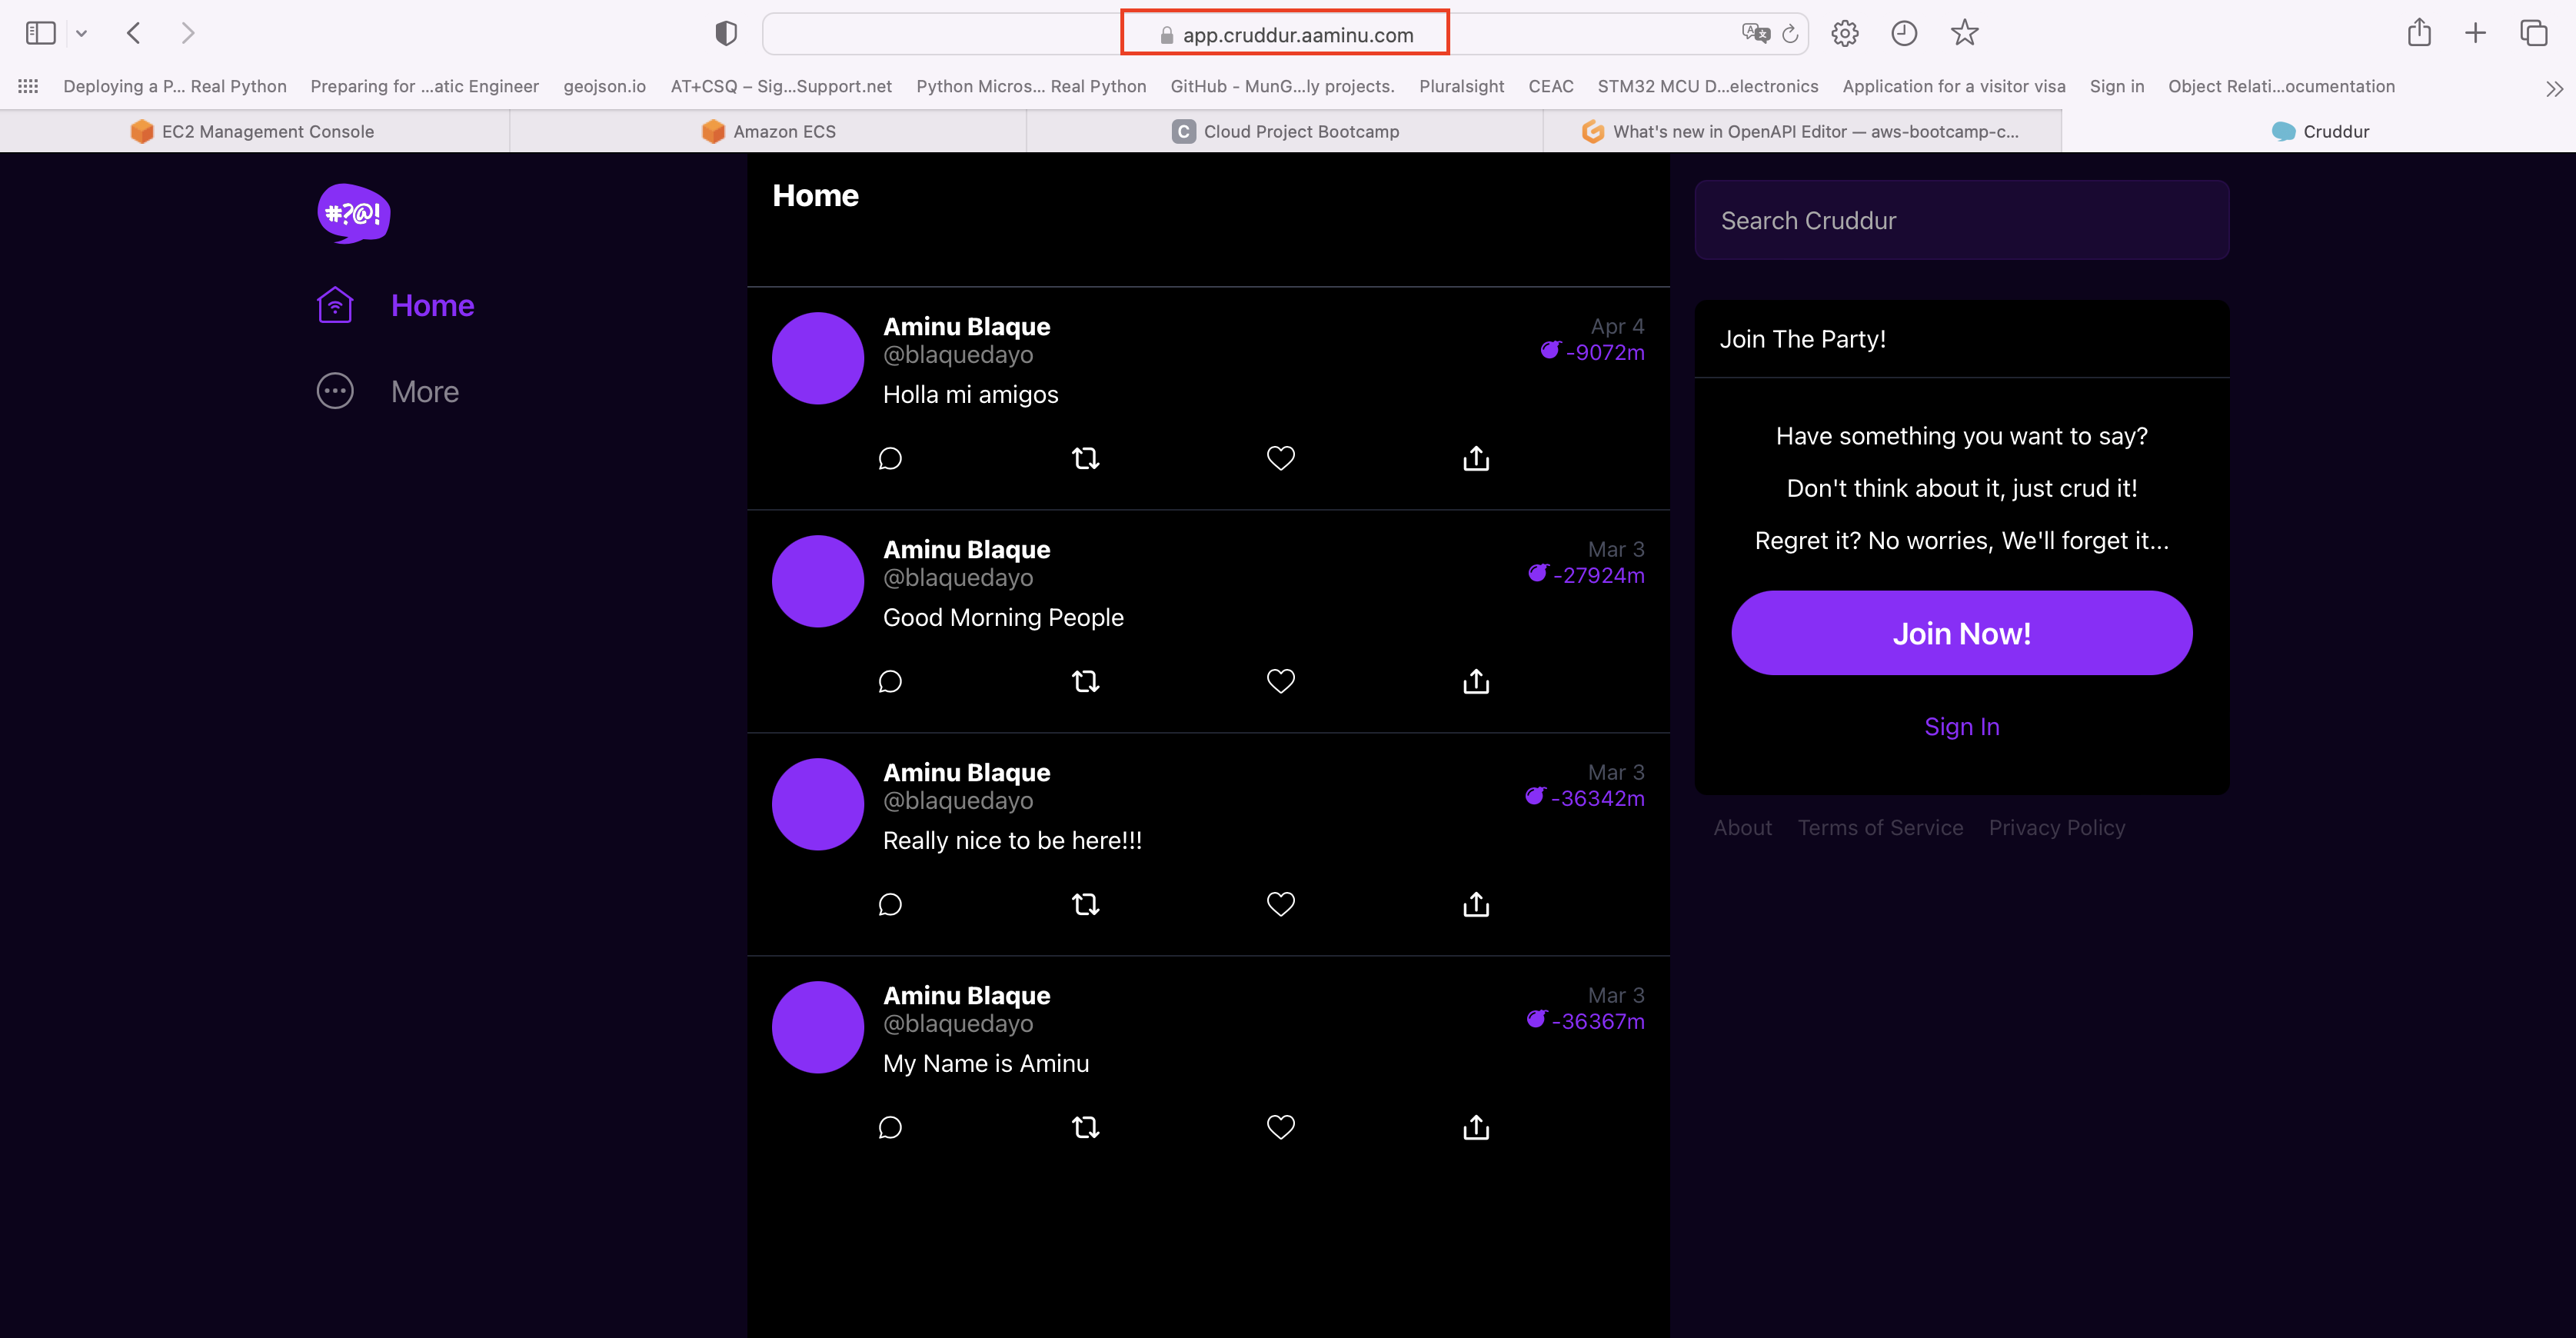 app.cruddur.aaminu.com
Deploying a P... Real Python Preparing for ...atic Engineer geojson.io AT+CSQ – Sig...Support.net Python Micros... Real Python GitHub - MunG...ly projects. Pluralsight CEAC STM32 MCU D...electronics Application for a visitor visa Sign in Object Relati...ocumentation
EC2 Management Console Amazon ECS C Cloud Project Bootcamp What's new in OpenAPI Editor — aws-bootcamp-c... Cruddur
#?@!
Home
More
Home
Aminu Blaque Apr 4
@blaquedayo -9072m
Holla mi amigos
Aminu Blaque Mar 3
@blaquedayo -27924m
Good Morning People
Aminu Blaque Mar 3
@blaquedayo -36342m
Really nice to be here!!!
Aminu Blaque Mar 3
@blaquedayo -36367m
My Name is Aminu
Search Cruddur
Join The Party!
Have something you want to say?
Don't think about it, just crud it!
Regret it? No worries, We'll forget it...
Join Now!
Sign In
About Terms of Service Privacy Policy